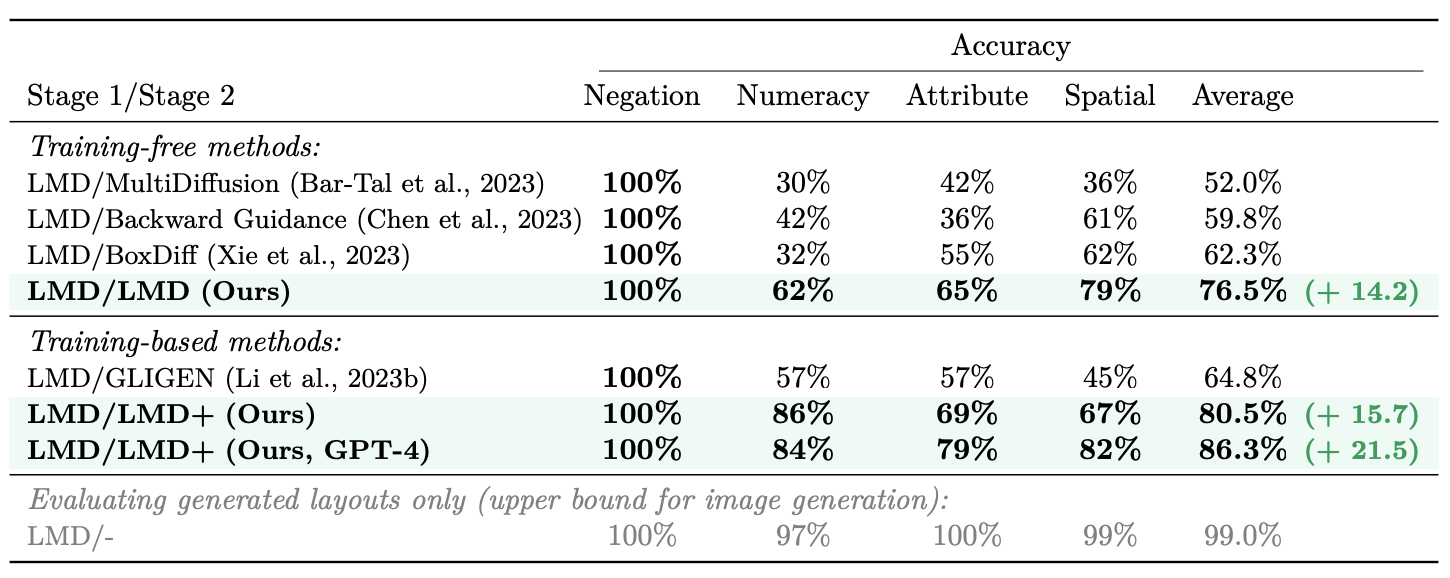 Accuracy
Stage 1/Stage 2 Negation Numeracy Attribute Spatial Average
Training-free methods:
LMD/MultiDiffusion (Bar-Tal et al., 2023) 100% 30% 42% 36% 52.0%
LMD/Backward Guidance (Chen et al., 2023) 100% 42% 36% 61% 59.8%
LMD/BoxDiff (Xie et al., 2023) 100% 32% 55% 62% 62.3%
LMD/LMD (Ours) 100% 62% 65% 79% 76.5% (+ 14.2)
Training-based methods:
LMD/GLIGEN (Li et al., 2023b) 100% 57% 57% 45% 64.8%
LMD/LMD+ (Ours) 100% 86% 69% 67% 80.5% (+ 15.7)
LMD/LMD+ (Ours, GPT-4) 100% 84% 79% 82% 86.3% (+ 21.5)
Evaluating generated layouts only (upper bound for image generation):
LMD/- 100% 97% 100% 99% 99.0%